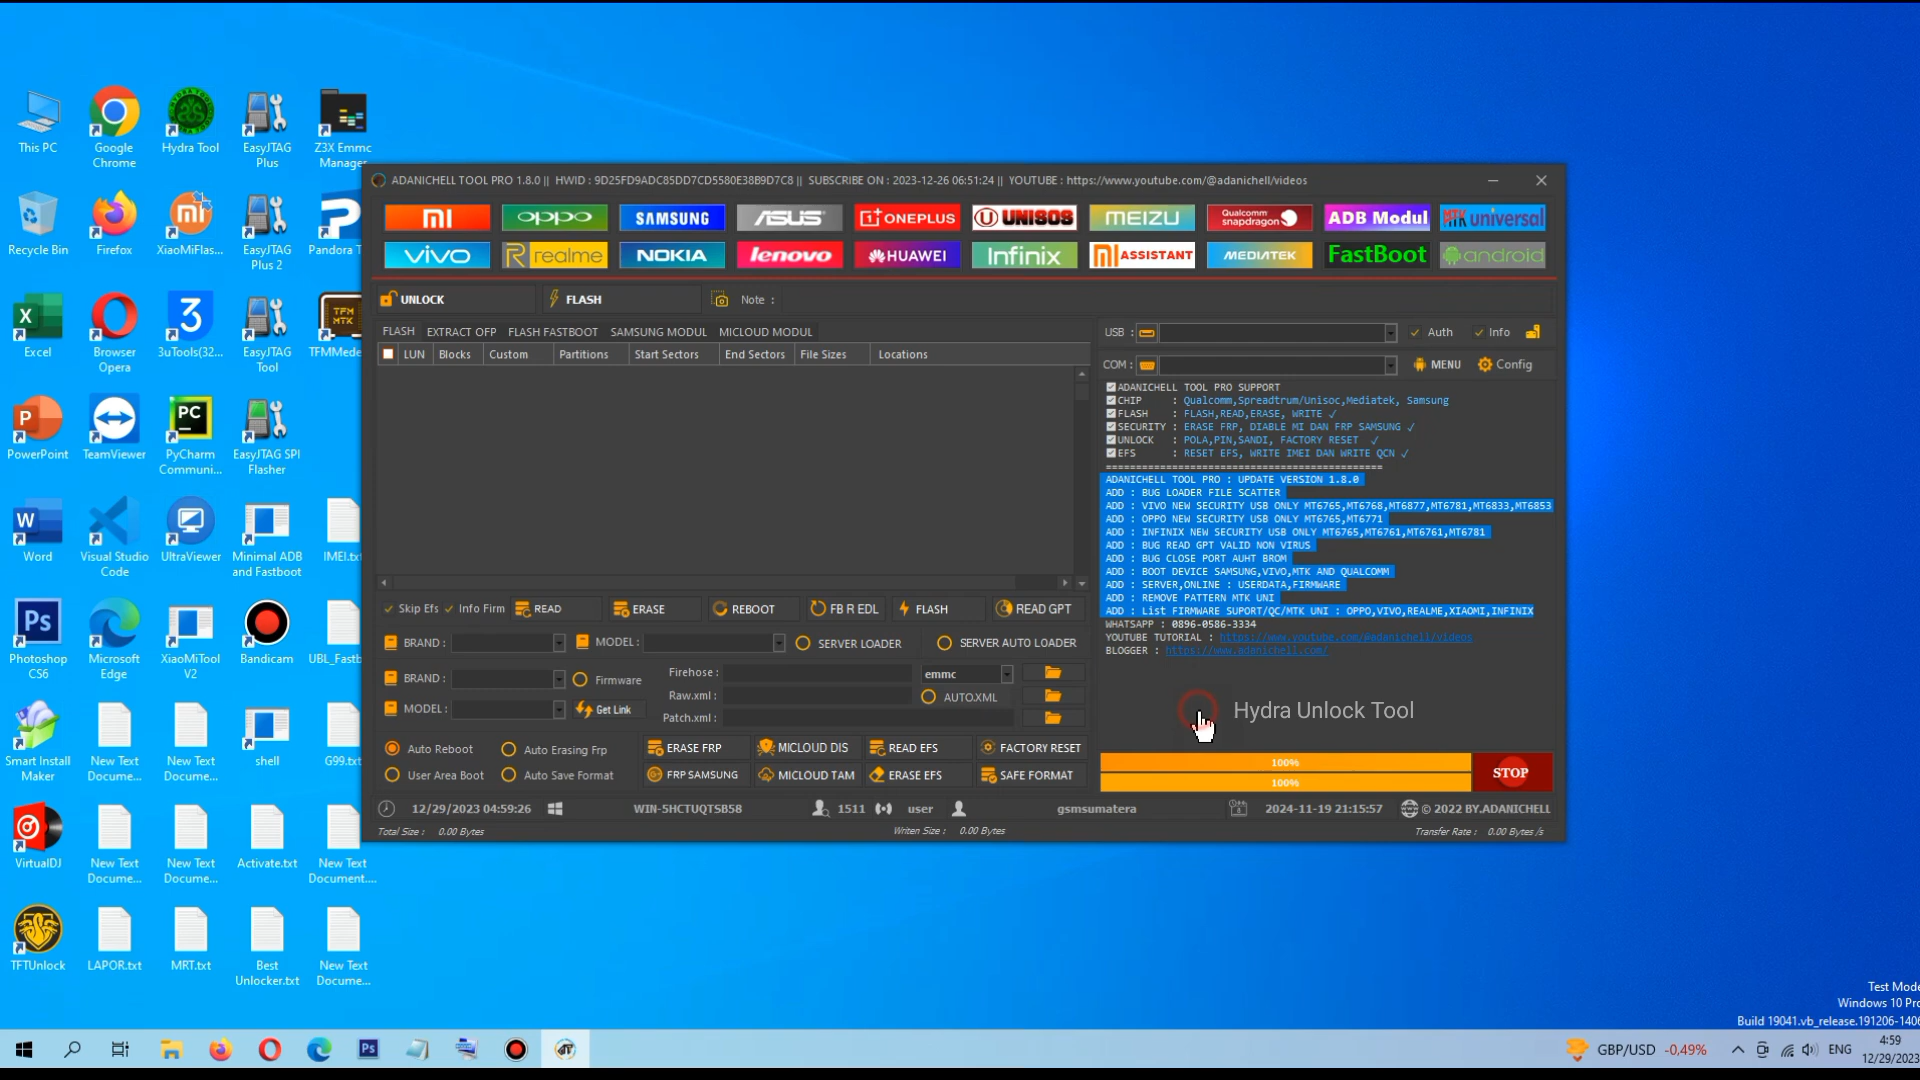 This PC
Google
Chrome
Hydra Tool
EasyJTAG
Plus
Z3X Emmc
Manager
Recycle Bin
Firefox
XiaoMiFlas...
EasyJTAG
Plus 2
Pandora T
Excel
Browser
Opera
3uTools(32...
EasyJTAG
Tool
TFMMede
PowerPoint
TeamViewer
PyCharm
Communi...
EasyJTAG SPI
Flasher
Word
Visual Studio
Code
UltraViewer
Minimal ADB
and Fastboot
IMEI.tx
Photoshop
CS6
Microsoft
Edge
XiaoMiTool
V2
Bandicam
UBL_Fastb
Smart Install
Maker
New Text
Docume...
New Text
Docume...
shell
G99.txt
VirtualDJ
New Text
Docume...
New Text
Docume...
Activate.txt
New Text
Document....
TFTUnlock
LAPOR.txt
MRT.txt
Best
Unlocker.txt
New Text
Docume...
ADANICHELL TOOL PRO 1.8.0 || HWID : 9D25FD9ADC85DD7CD5580E38B9D7C8 || SUBSCRIBE ON : 2023-12-26 06:51:24 || YOUTUBE : https://www.youtube.com/@adanichell/videos
mi oppo SAMSUNG ASUS ONEPLUS UNISOS MEIZU Qualcomm snapdragon ADB Modul MTK universal
vivo realme NOKIA lenovo HUAWEI Infinix mi ASSISTANT MEDIATEK FastBoot android
UNLOCK FLASH Note :
FLASH EXTRACT OFP FLASH FASTBOOT SAMSUNG MODUL MICLOUD MODUL
LUN Blocks Custom Partitions Start Sectors End Sectors File Sizes Locations
USB : Auth Info
COM : MENU Config
ADANICHELL TOOL PRO SUPPORT
CHIP : Qualcomm,Spreadtrum/Unisoc,Mediatek, Samsung
FLASH : FLASH,READ,ERASE, WRITE ✓
SECURITY : ERASE FRP, DIABLE MI DAN FRP SAMSUNG ✓
UNLOCK : POLA,PIN,SANDI, FACTORY RESET ✓
EFS : RESET EFS, WRITE IMEI DAN WRITE QCN ✓
=============================================
ADANICHELL TOOL PRO : UPDATE VERSION 1.8.0
ADD : BUG LOADER FILE SCATTER
ADD : VIVO NEW SECURITY USB ONLY MT6765,MT6768,MT6877,MT6781,MT6833,MT6853
ADD : OPPO NEW SECURITY USB ONLY MT6765,MT6771
ADD : INFINIX NEW SECURITY USB ONLY MT6765,MT6761,MT6761,MT6781
ADD : BUG READ GPT VALID NON VIRUS
ADD : BUG CLOSE PORT AUHT BROM
ADD : BOOT DEVICE SAMSUNG,VIVO,MTK AND QUALCOMM
ADD : SERVER,ONLINE : USERDATA,FIRMWARE
ADD : REMOVE PATTERN MTK UNI
ADD : List FIRMWARE SUPORT/QC/MTK UNI : OPPO,VIVO,REALME,XIAOMI,INFINIX
WHATSAPP : 0896-0586-3334
YOUTUBE TUTORIAL : https://www.youtube.com/@adanichell/videos
BLOGGER : https://www.adanichell.com/
Skip Efs Info Firm READ ERASE REBOOT FB R EDL FLASH READ GPT
BRAND : MODEL : SERVER LOADER SERVER AUTO LOADER
BRAND : Firmware Firehose : emmc
Raw.xml : AUTO.XML
MODEL : Get Link Patch.xml :
Hydra Unlock Tool
Auto Reboot Auto Erasing Frp ERASE FRP MICLOUD DIS READ EFS FACTORY RESET
User Area Boot Auto Save Format FRP SAMSUNG MICLOUD TAM ERASE EFS SAFE FORMAT
100%
100%
STOP
12/29/2023 04:59:26 WIN-5HCTUQTSB58 1511 user gsmsumatera 2024-11-19 21:15:57 © 2022 BY.ADANICHELL
Total Size : 0.00 Bytes Writen Size : 0.00 Bytes Transfer Rate : 0.00 Bytes /s
Test Mode
Windows 10 Pro
Build 19041.vb_release.191206-1406
GBP/USD -0,49% ENG
4:59
12/29/2023